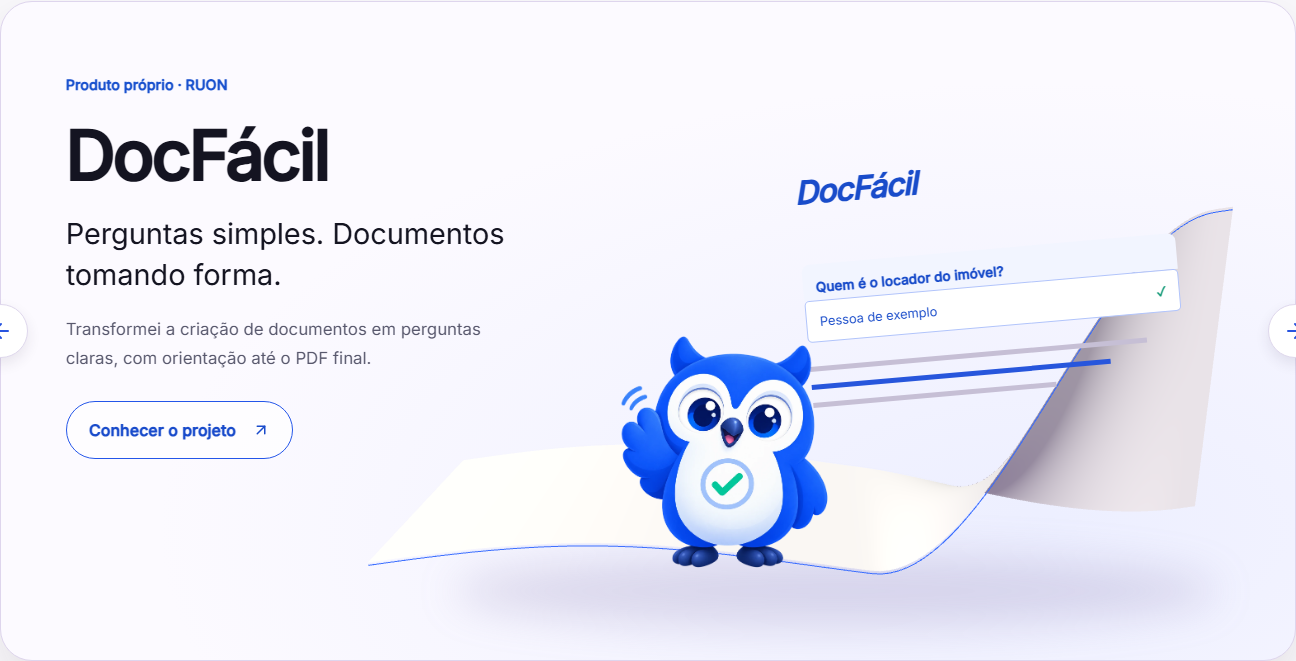 Produto próprio · RUON
DocFácil
Perguntas simples. Documentos
tomando forma.
Transformei a criação de documentos em perguntas
claras, com orientação até o PDF final.
Conhecer o projeto
DocFácil
Quem é o locador do imóvel?
Pessoa de exemplo